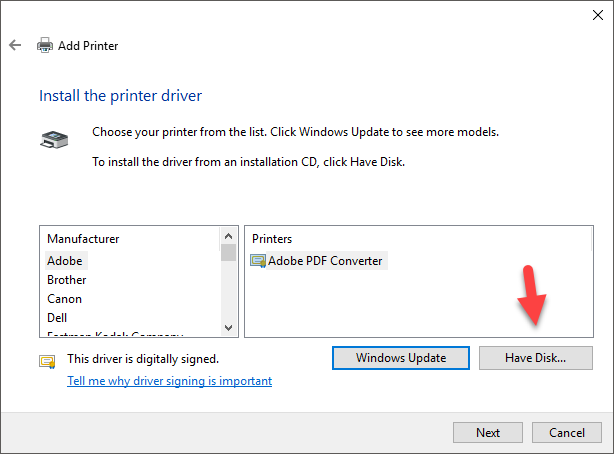 Add Printer
Install the printer driver
Choose your printer from the list. Click Windows Update to see more models.
To install the driver from an installation CD, click Have Disk.
Manufacturer
Adobe
Brother
Canon
Dell
Eastman Kodak Company
Printers
Adobe PDF Converter
This driver is digitally signed.
Tell me why driver signing is important
Windows Update
Have Disk...
Next
Cancel